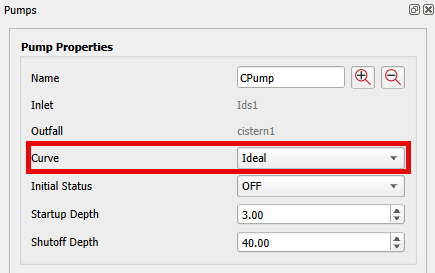 Pumps
Pump Properties
Name CPump
Inlet Ids1
Outfall cistern1
Curve Ideal
Initial Status OFF
Startup Depth 3.00
Shutoff Depth 40.00